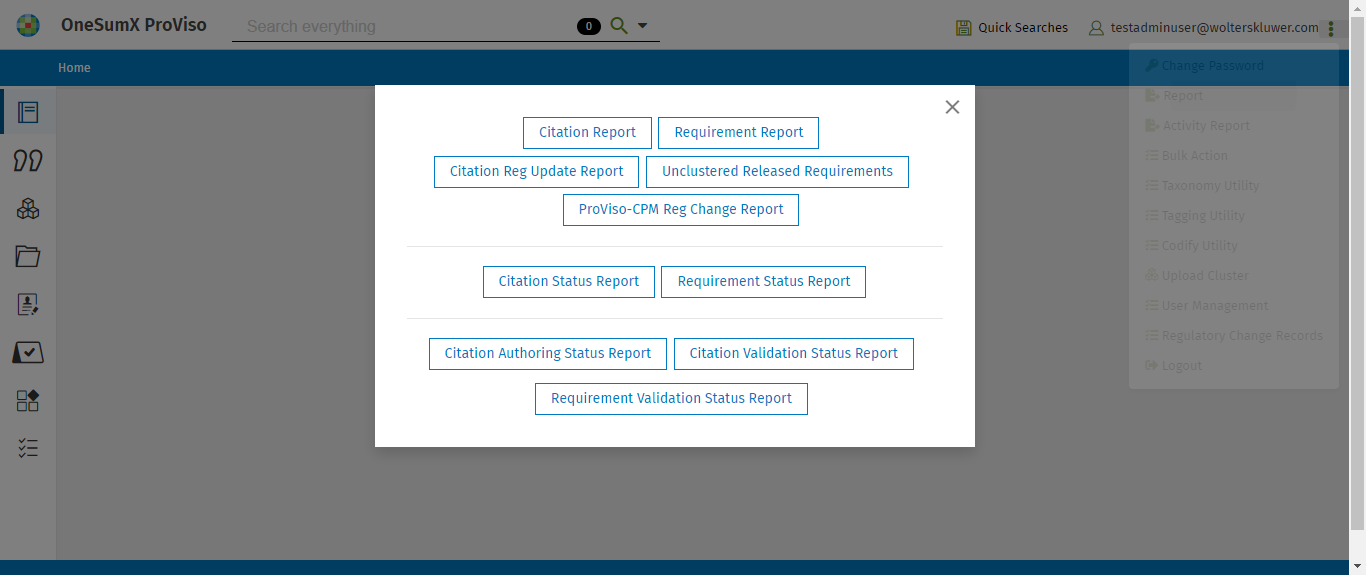 OneSumX ProViso
Search everything
0
Quick Searches
testadminuser@wolterskluwer.com
Home
Change Password
Report
Activity Report
Bulk Action
Taxonomy Utility
Tagging Utility
Codify Utility
Upload Cluster
User Management
Regulatory Change Records
Logout
Citation Report
Requirement Report
Citation Reg Update Report
Unclustered Released Requirements
ProViso-CPM Reg Change Report
Citation Status Report
Requirement Status Report
Citation Authoring Status Report
Citation Validation Status Report
Requirement Validation Status Report